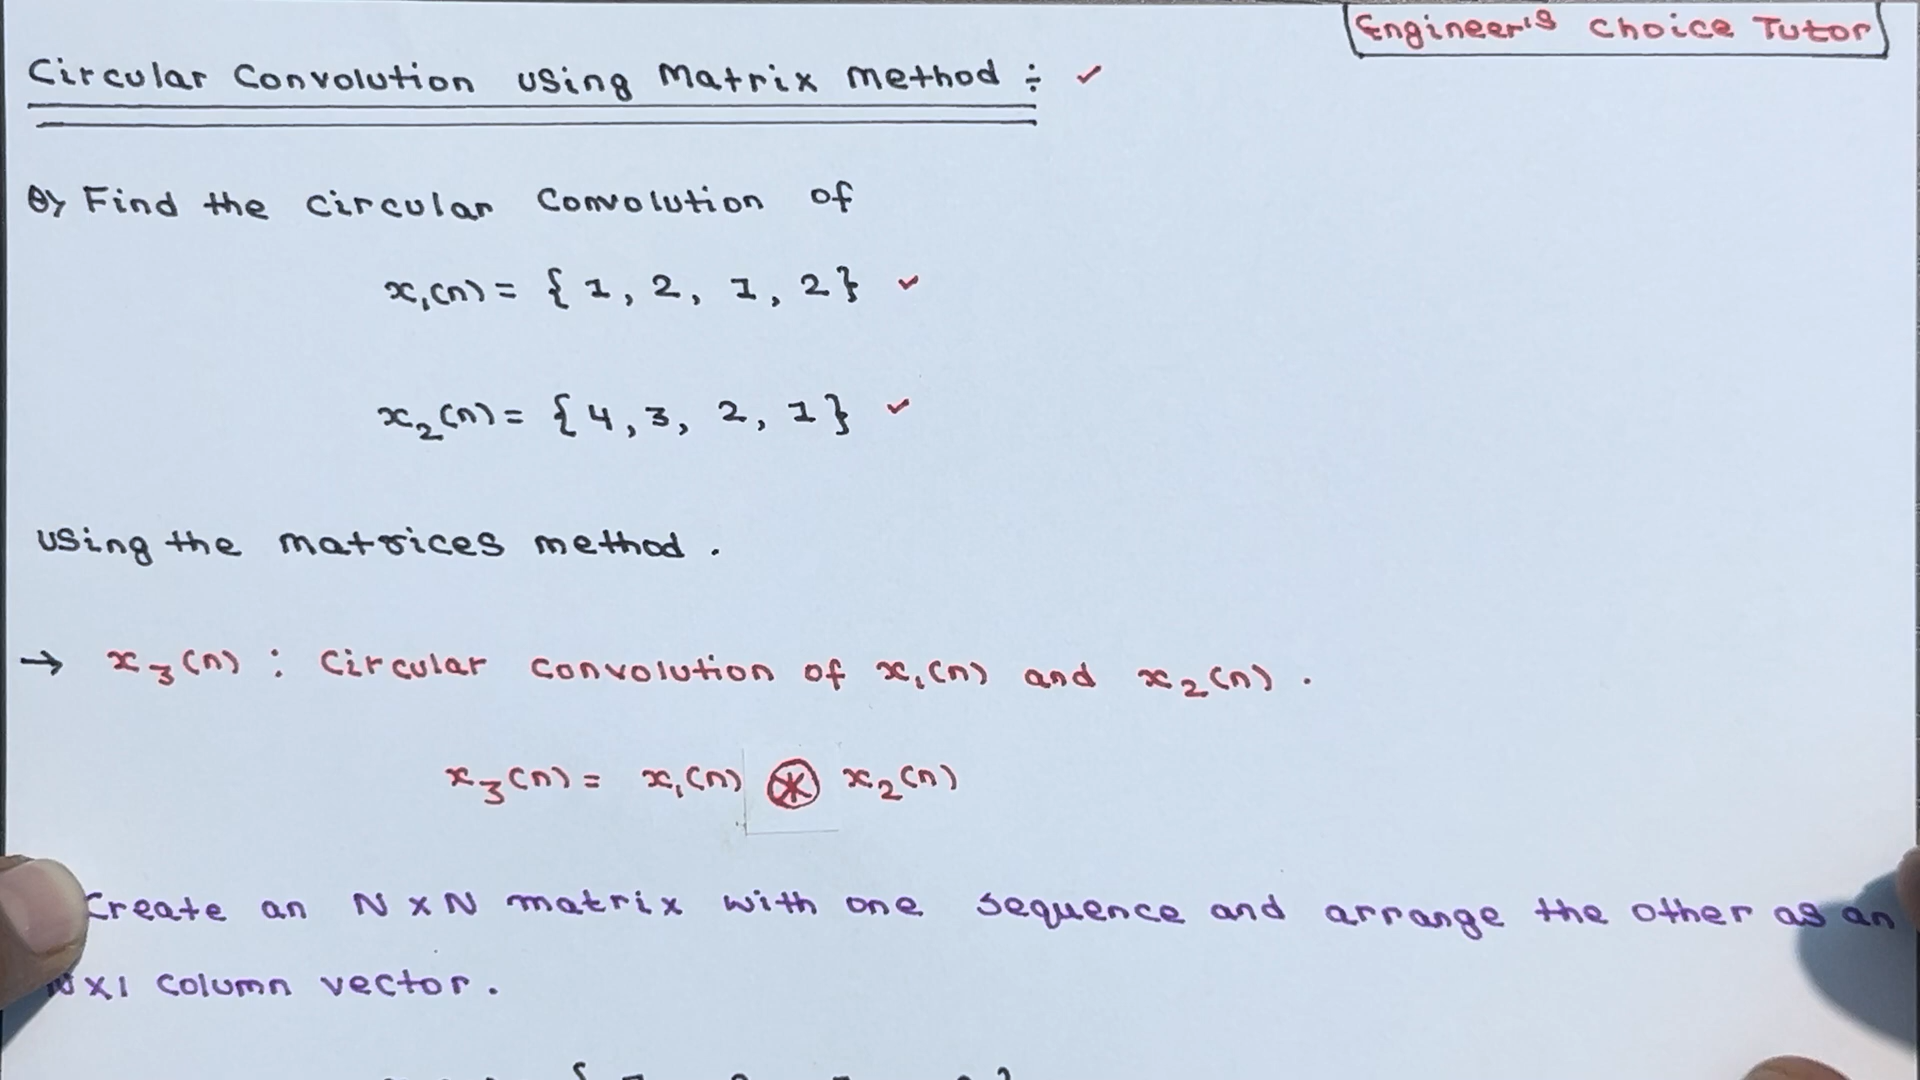 Engineer's Choice Tutor
Circular Convolution using Matrix method ÷ ✓
Q) Find the circular convolution of
x₁(n) = { 1, 2, 1, 2} ✓
x₂(n) = {4, 3, 2, 1} ✓
using the matrices method.
→ x₃(n) : Circular convolution of x₁(n) and x₂(n).
x₃(n) = x₁(n) ⊛ x₂(n)
Create an N×N matrix with one sequence and arrange the other as an
N×1 column vector.